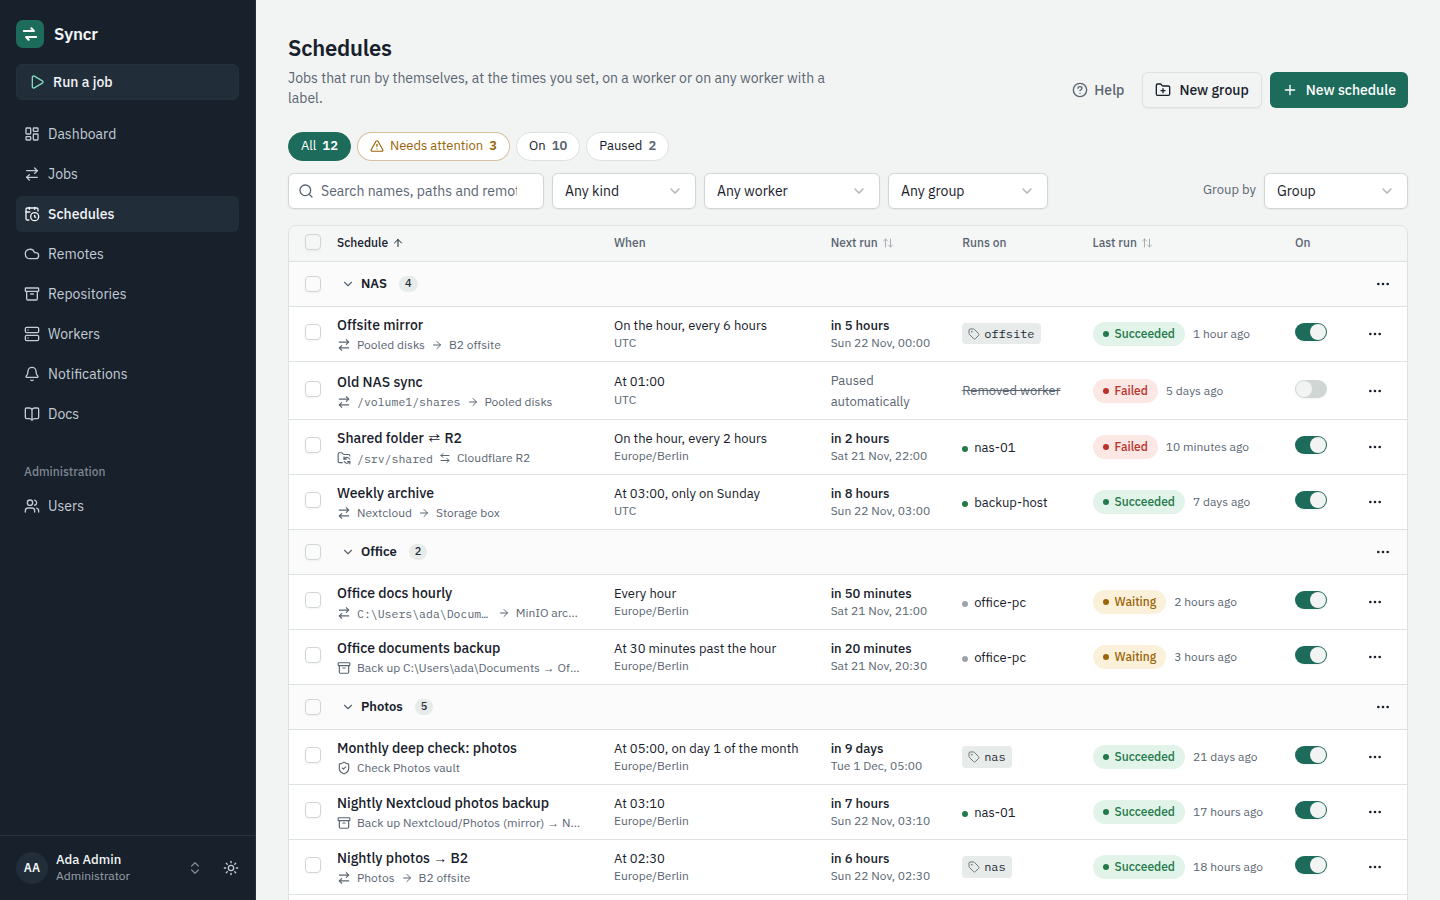 Syncr
Run a job
Dashboard
Jobs
Schedules
Remotes
Repositories
Workers
Notifications
Docs
Administration
Users
AA
Ada Admin
Administrator
Schedules
Jobs that run by themselves, at the times you set, on a worker or on any worker with a
label.
Help
New group
New schedule
All 12
Needs attention 3
On 10
Paused 2
Search names, paths and remot
Any kind
Any worker
Any group
Group by
Group
Schedule When Next run Runs on Last run On
NAS 4
Offsite mirror On the hour, every 6 hours in 5 hours offsite Succeeded 1 hour ago
Pooled disks → B2 offsite UTC Sun 22 Nov, 00:00
Old NAS sync At 01:00 Paused automatically Removed worker Failed 5 days ago
/volume1/shares → Pooled disks UTC
Shared folder ⇄ R2 On the hour, every 2 hours in 2 hours nas-01 Failed 10 minutes ago
/srv/shared ⇆ Cloudflare R2 Europe/Berlin Sat 21 Nov, 22:00
Weekly archive At 03:00, only on Sunday in 8 hours backup-host Succeeded 7 days ago
Nextcloud → Storage box UTC Sun 22 Nov, 03:00
Office 2
Office docs hourly Every hour in 50 minutes office-pc Waiting 2 hours ago
C:\Users\ada\Docum… → MinIO arc… Europe/Berlin Sat 21 Nov, 21:00
Office documents backup At 30 minutes past the hour in 20 minutes office-pc Waiting 3 hours ago
Back up C:\Users\ada\Documents → Of… Europe/Berlin Sat 21 Nov, 20:30
Photos 5
Monthly deep check: photos At 05:00, on day 1 of the month in 9 days nas Succeeded 21 days ago
Check Photos vault Europe/Berlin Tue 1 Dec, 05:00
Nightly Nextcloud photos backup At 03:10 in 7 hours nas-01 Succeeded 17 hours ago
Back up Nextcloud/Photos (mirror) → N… Europe/Berlin Sun 22 Nov, 03:10
Nightly photos → B2 At 02:30 in 6 hours nas Succeeded 18 hours ago
Photos → B2 offsite Europe/Berlin Sun 22 Nov, 02:30